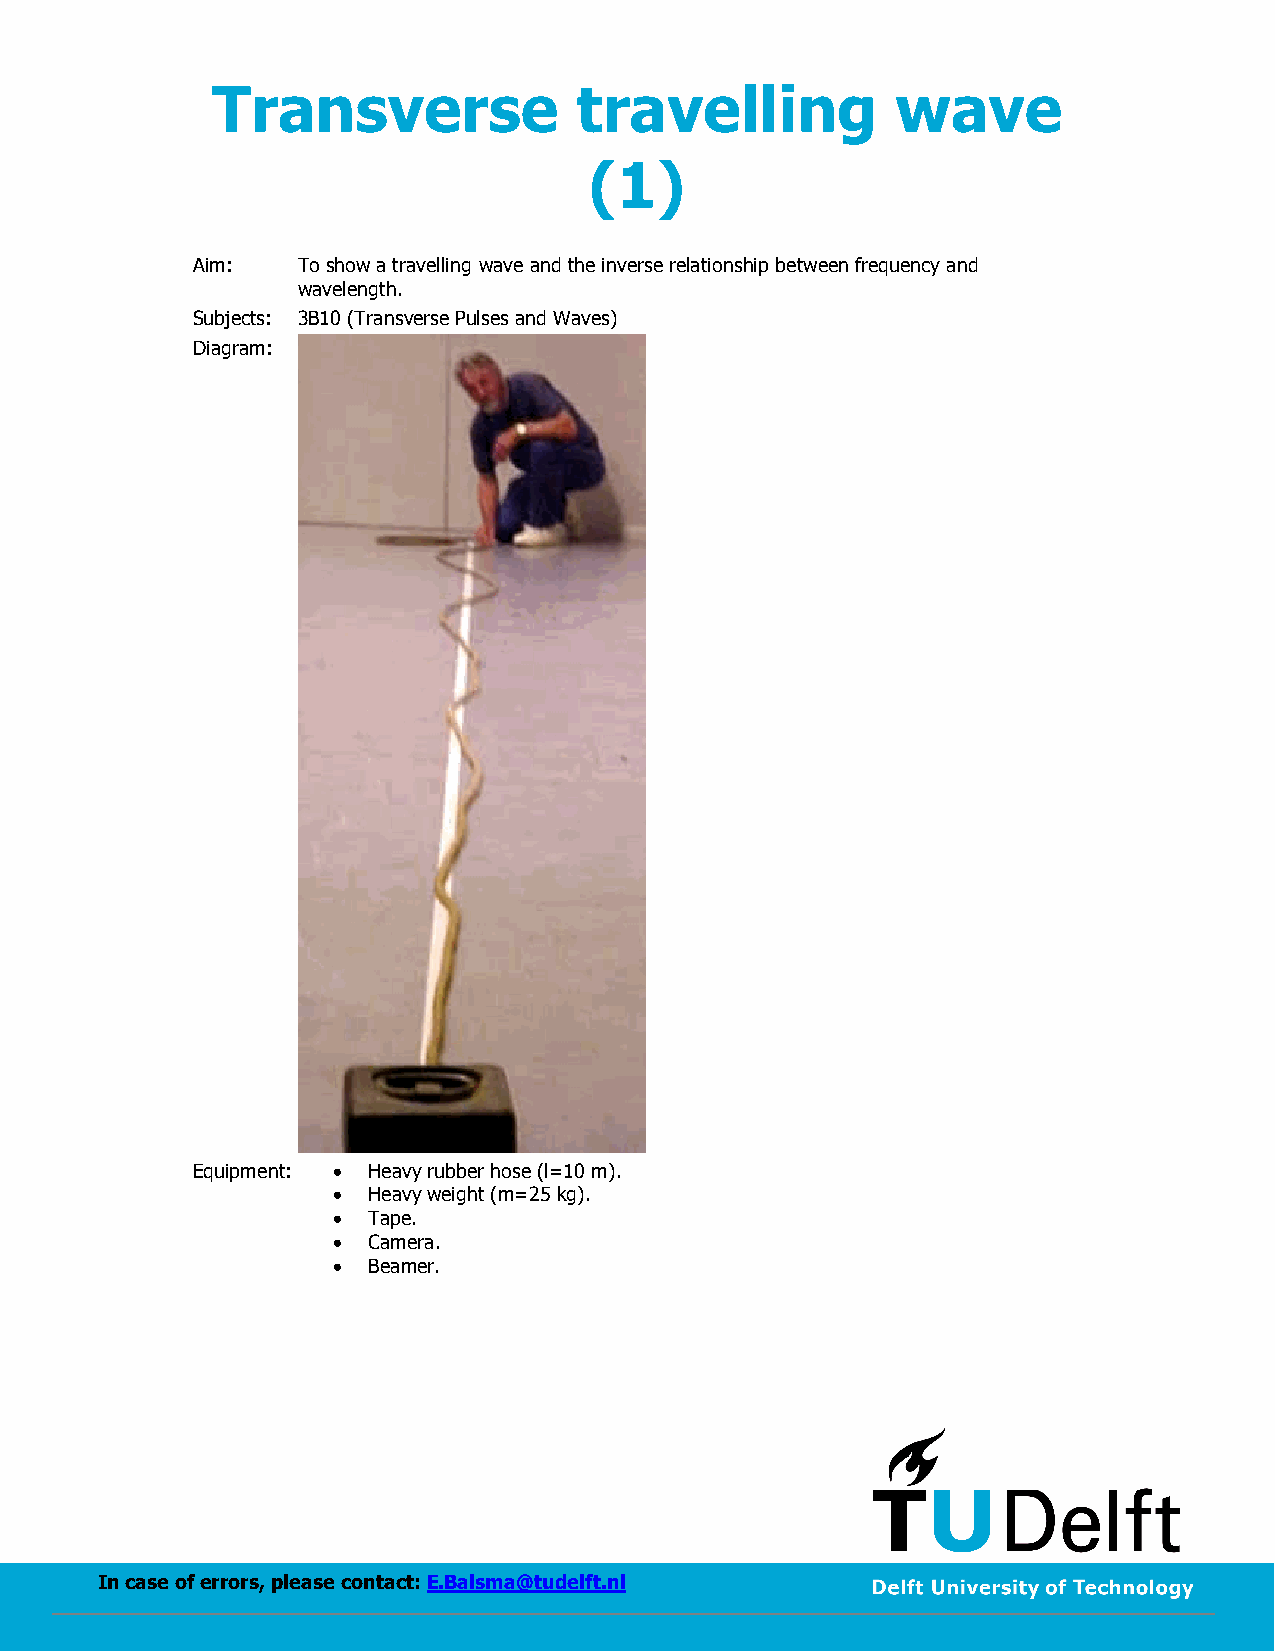 Transverse travelling wave
(1)
Aim: To show a travelling wave and the inverse relationship between frequency and
wavelength.
Subjects: 3B10 (Transverse Pulses and Waves)
Diagram:
Equipment: • Heavy rubber hose (l=10 m).
• Heavy weight (m=25 kg).
• Tape.
• Camera.
• Beamer.
TUDelft
In case of errors, please contact: E.Balsma@tudelft.nl
Delft University of Technology